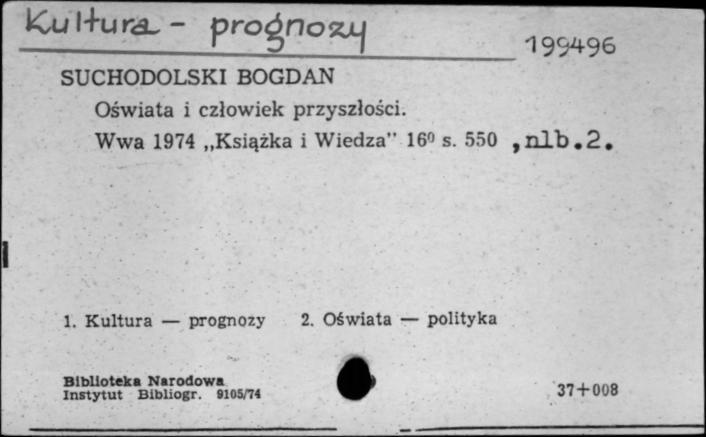 Kultura - prognozy
199496
SUCHODOLSKI BOGDAN
Oświata i człowiek przyszłości.
Wwa 1974 „Książka i Wiedza” 16⁰ s. 550 ,nlb.2.
1. Kultura — prognozy 2. Oświata — polityka
Biblioteka Narodowa
Instytut Bibliogr. 9105/74
37+008